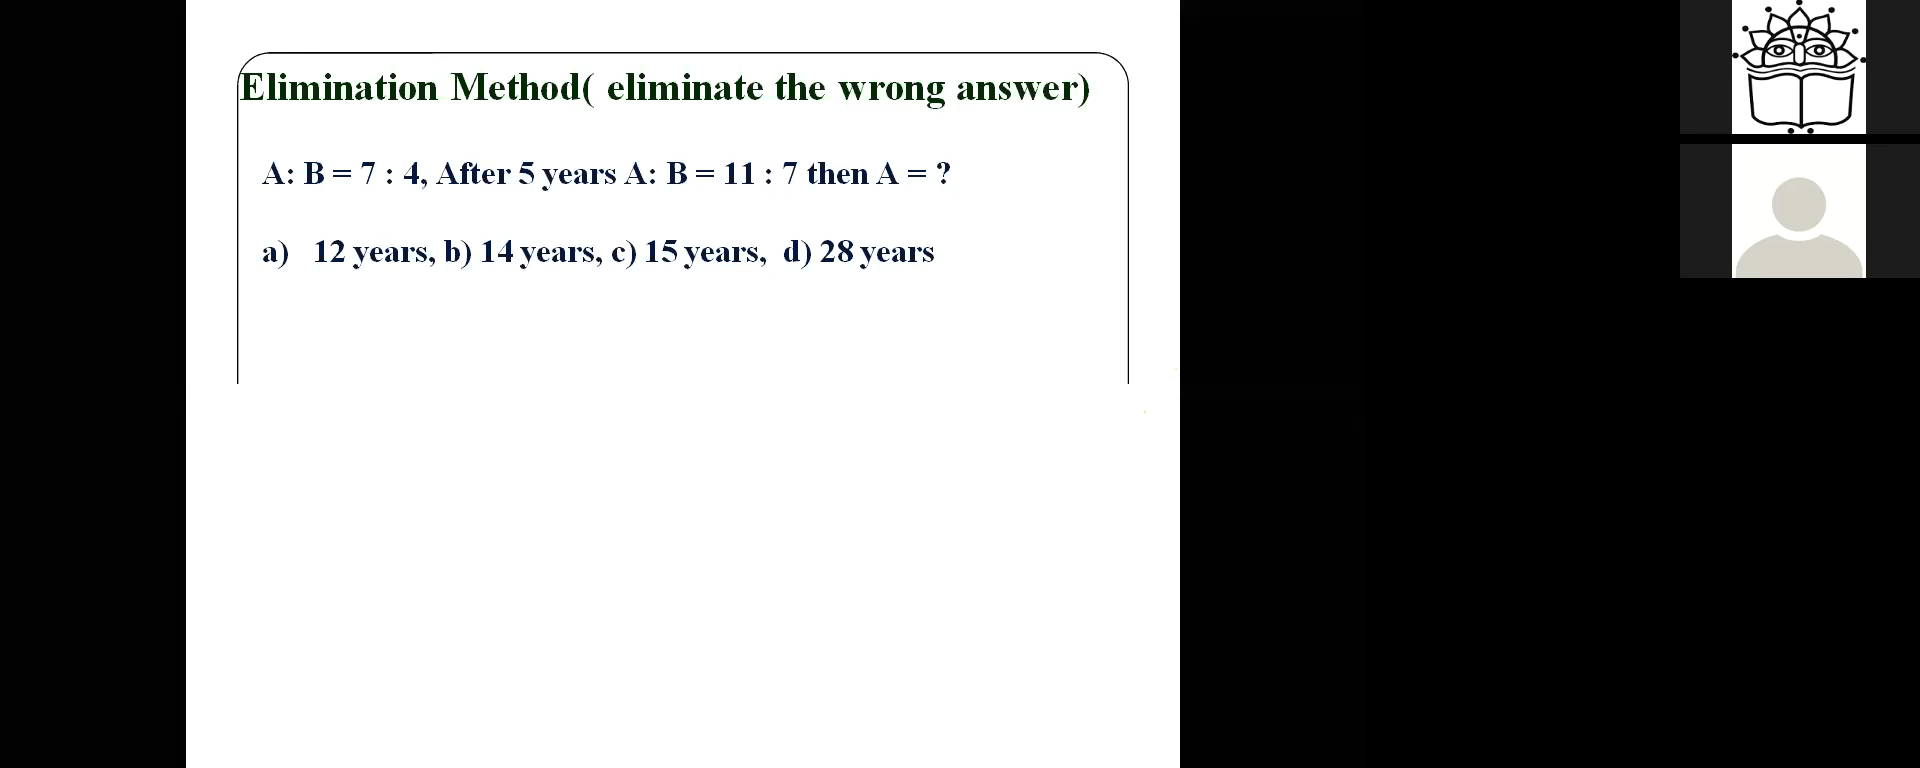 Elimination Method( eliminate the wrong answer)
A: B = 7 : 4, After 5 years A: B = 11 : 7 then A = ?
a) 12 years, b) 14 years, c) 15 years, d) 28 years